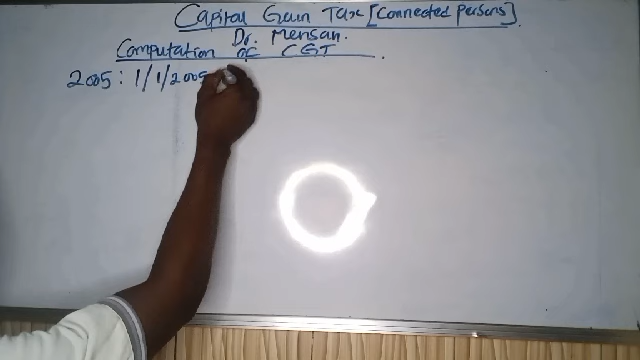 Capital Gain Tax [Connected Persons]
Dr. Mensah.
Computation of CGT.
2005: 1/1/2005